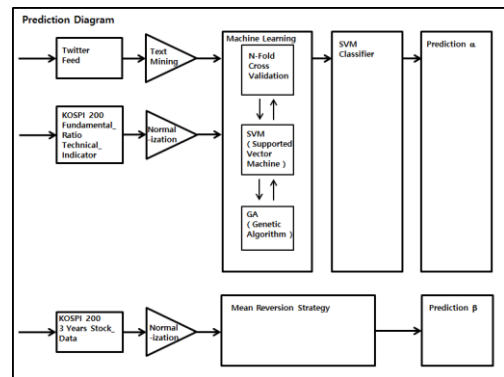 Prediction Diagram
Twitter
Feed
Text
Mining
Machine Learning
N-Fold
Cross
Validation
SVM
Classifier
Prediction α
KOSPI 200
Fundamental_
Ratio
Technical_
Indicator
Normal
-ization
SVM
( Supported
Vector
Machine )
GA
( Genetic
Algorithm )
KOSPI 200
3 Years Stock_
Data
Normal
-ization
Mean Reversion Strategy
Prediction β